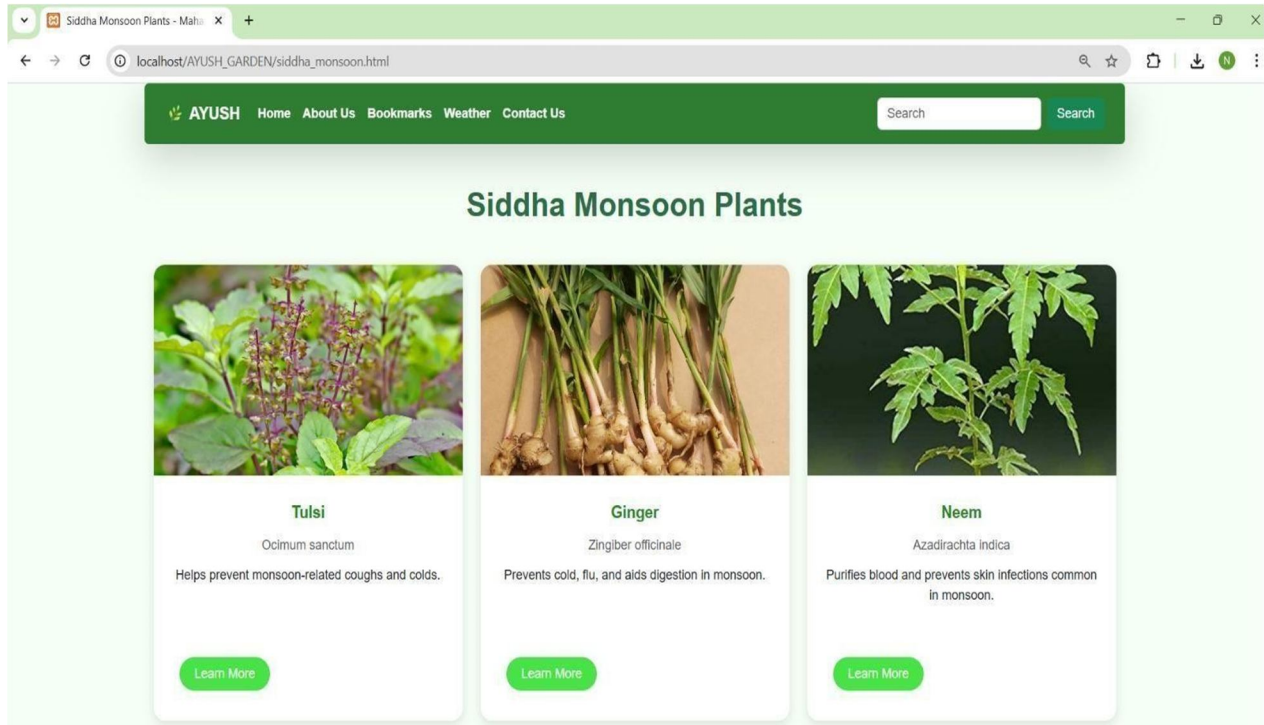 Siddha Monsoon Plants - Maha
localhost/AYUSH_GARDEN/siddha_monsoon.html
N
AYUSH Home About Us Bookmarks Weather Contact Us Search Search
Siddha Monsoon Plants
Tulsi
Ocimum sanctum
Helps prevent monsoon-related coughs and colds.
Learn More
Ginger
Zingiber officinale
Prevents cold, flu, and aids digestion in monsoon.
Learn More
Neem
Azadirachta indica
Purifies blood and prevents skin infections common
in monsoon.
Learn More